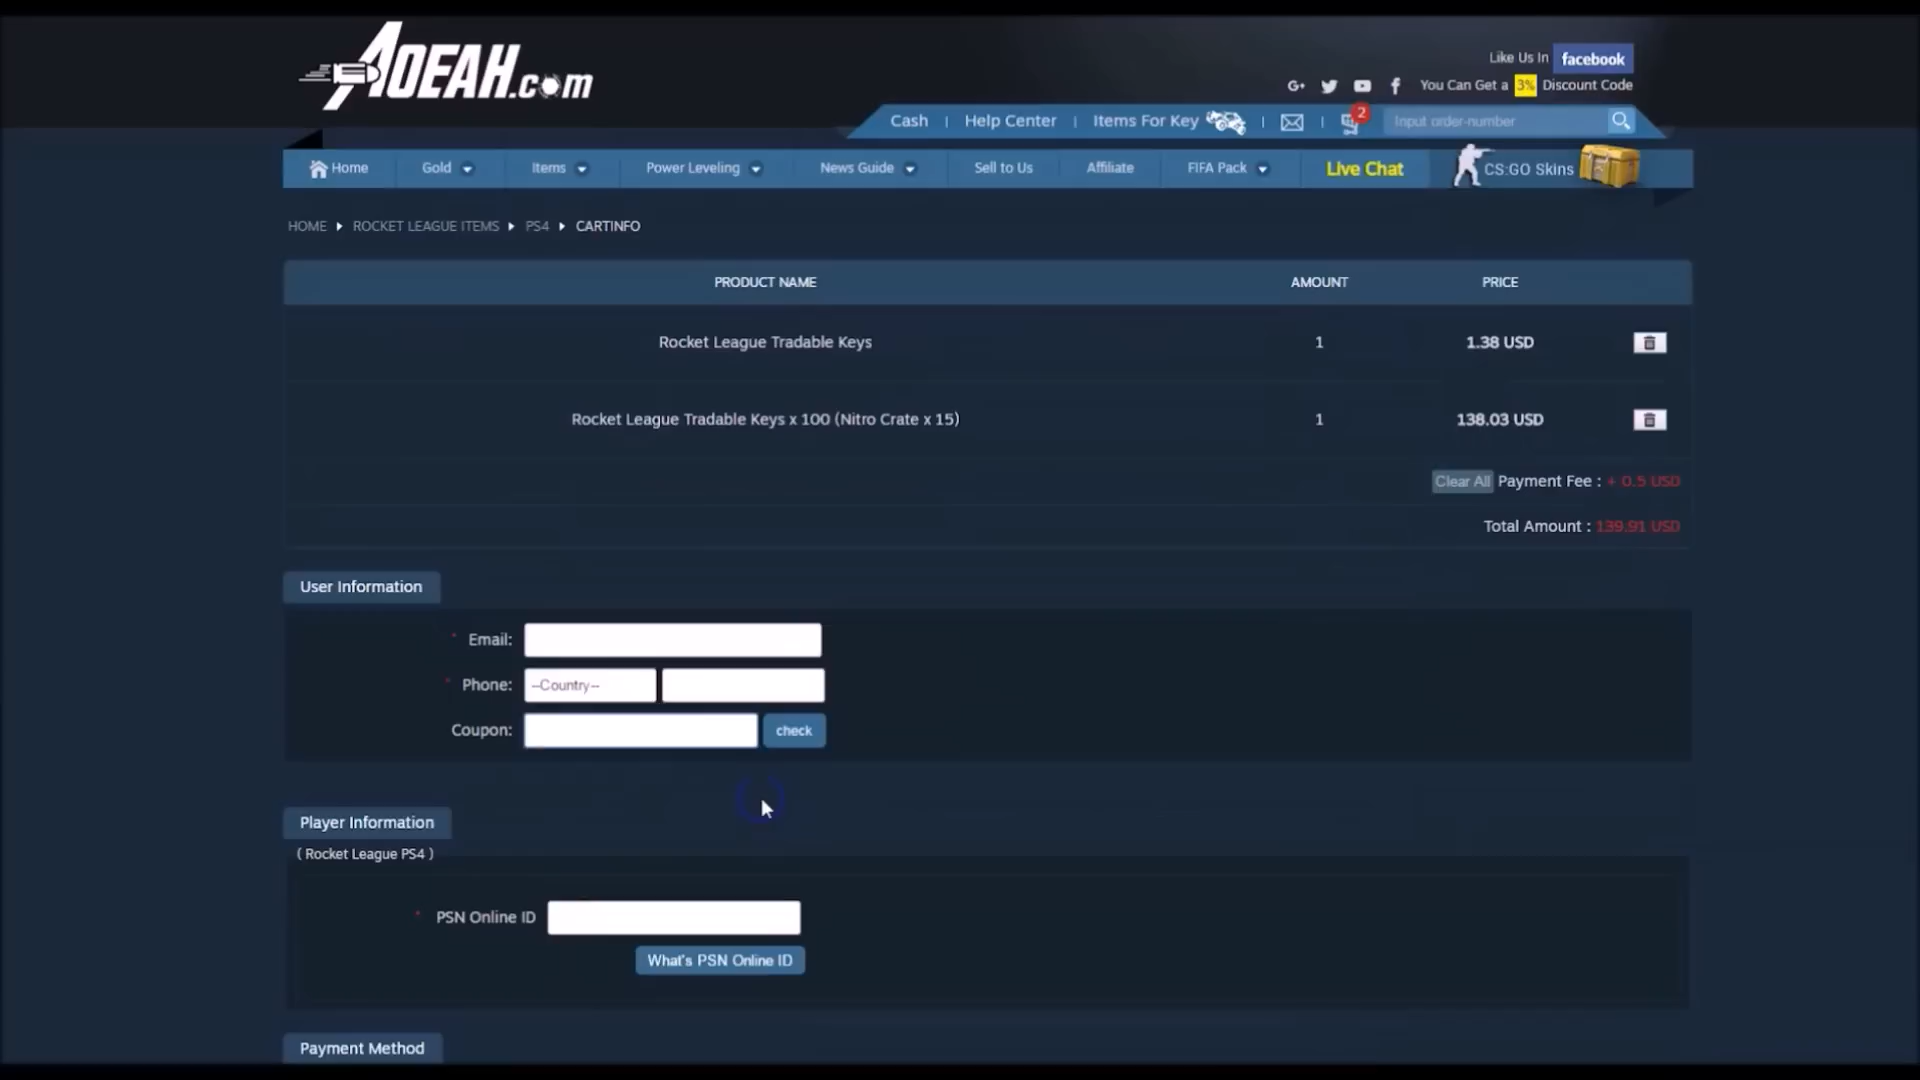 AOEAH.com
Like Us In facebook
G+ You Can Get a 3% Discount Code
Cash | Help Center | Items For Key | | 2 Input order-number
Home Gold Items Power Leveling News Guide Sell to Us Affiliate FIFA Pack Live Chat CS:GO Skins
HOME ROCKET LEAGUE ITEMS PS4 CARTINFO
PRODUCT NAME AMOUNT PRICE
Rocket League Tradable Keys 1 1.38 USD
Rocket League Tradable Keys x 100 (Nitro Crate x 15) 1 138.03 USD
Clear All Payment Fee : + 0.5 USD
Total Amount : 139.91 USD
User Information
* Email:
* Phone: --Country--
Coupon: check
Player Information
( Rocket League PS4 )
* PSN Online ID
What's PSN Online ID
Payment Method